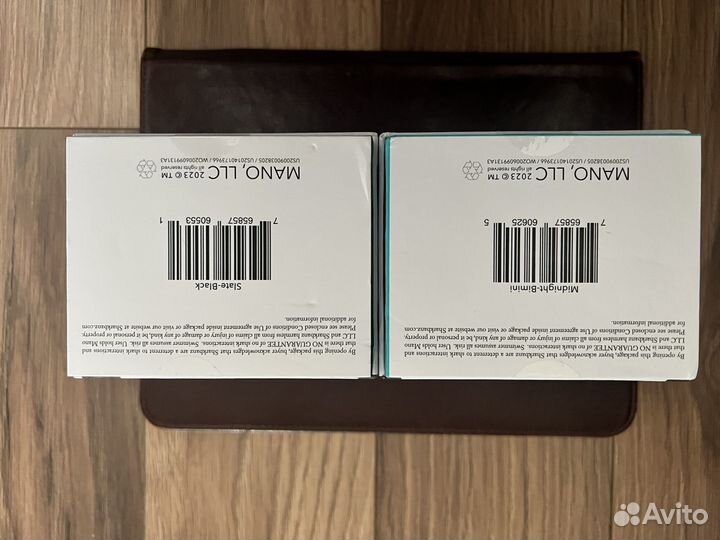 By opening this package, buyer acknowledges that Sharkbanz are a deterrent to shark interactions and
that there is NO GUARANTEE of no shark interactions. Swimmer assumes all risk. User holds Mano
LLC and Sharkbanz harmless from all claims of injury or damage of any kind, be it personal or property.
Please see enclosed Conditions of Use agreement inside package or visit our website at Sharkbanz.com
for additional information.
Midnight-Bimini
7 65857 60625 5
MANO, LLC 2023 © TM
all rights reserved
US20090038205 / US20140173966 / WO2006099131A3
By opening this package, buyer acknowledges that Sharkbanz are a deterrent to shark interactions and
that there is NO GUARANTEE of no shark interactions. Swimmer assumes all risk. User holds Mano
LLC and Sharkbanz harmless from all claims of injury or damage of any kind, be it personal or property.
Please see enclosed Conditions of Use agreement inside package or visit our website at Sharkbanz.com
for additional information.
Slate-Black
7 65857 60553 1
MANO, LLC 2023 © TM
all rights reserved
US20090038205 / US20140173966 / WO2006099131A3
Avito